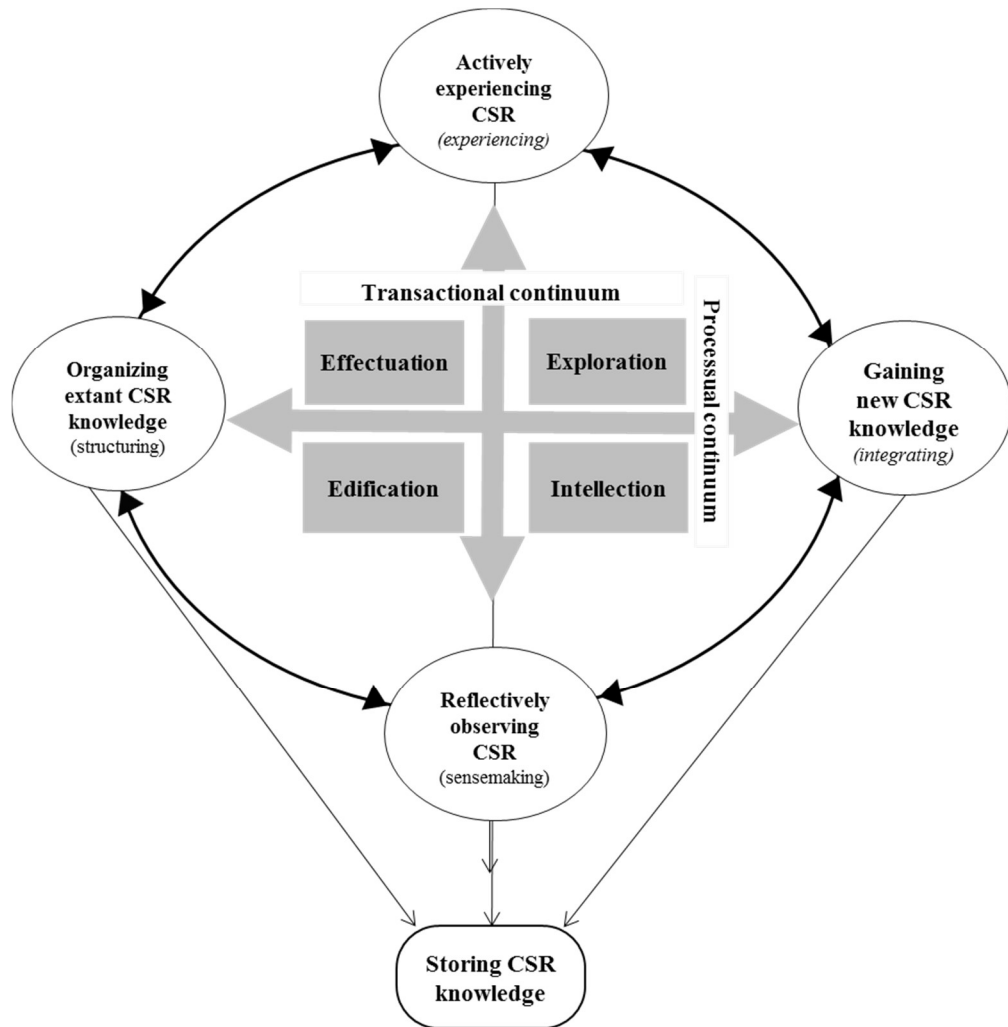 Actively
experiencing
CSR
(experiencing)
Transactional continuum
Processual continuum
Effectuation
Exploration
Organizing
extant CSR
knowledge
(structuring)
Gaining
new CSR
knowledge
(integrating)
Edification
Intellection
Reflectively
observing
CSR
(sensemaking)
Storing CSR
knowledge